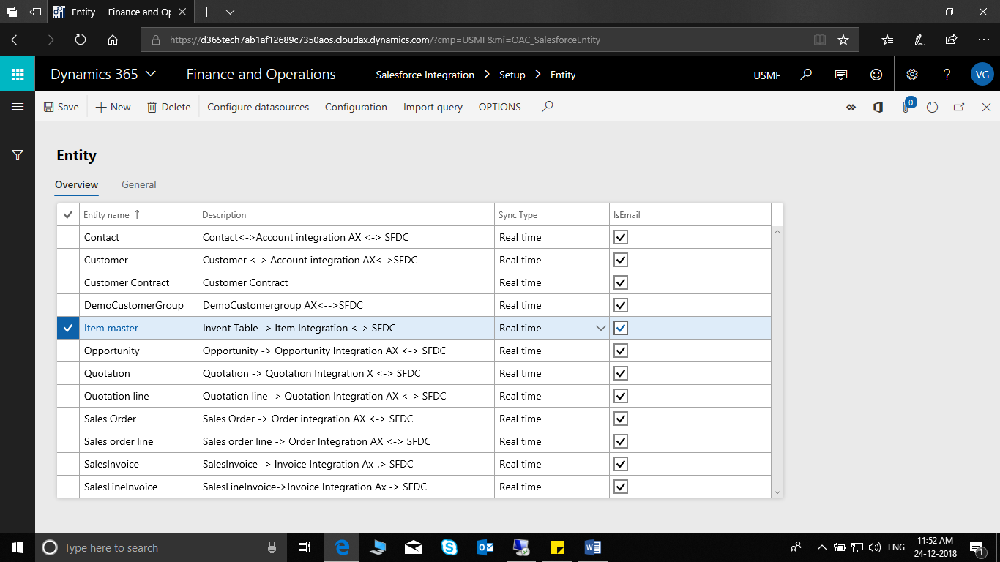 Entity -- Finance and Op
https://d365tech7ab1af12689c7350aos.cloudax.dynamics.com/?cmp=USMF&mi=OAC_SalesforceEntity
Dynamics 365 Finance and Operations Salesforce Integration > Setup > Entity USMF ? VG
Save New Delete Configure datasources Configuration Import query OPTIONS 0
Entity
Overview General
Entity name ↑ Description Sync Type IsEmail
Contact Contact<->Account integration AX <-> SFDC Real time
Customer Customer <-> Account integration AX<->SFDC Real time
Customer Contract Customer Contract Real time
DemoCustomerGroup DemoCustomergroup AX<-->SFDC Real time
Item master Invent Table -> Item Integration <-> SFDC Real time
Opportunity Opportunity -> Opportunity Integration AX <-> SFDC Real time
Quotation Quotation -> Quotation Integration X <-> SFDC Real time
Quotation line Quotation line -> Quotation Integration AX <-> SFDC Real time
Sales Order Sales Order -> Order integration AX <-> SFDC Real time
Sales order line Sales order line -> Order Integration AX <-> SFDC Real time
SalesInvoice SalesInvoice -> Invoice Integration Ax-.> SFDC Real time
SalesLineInvoice SalesLineInvoice->Invoice Integration Ax -> SFDC Real time
Type here to search ENG 11:52 AM
24-12-2018 1